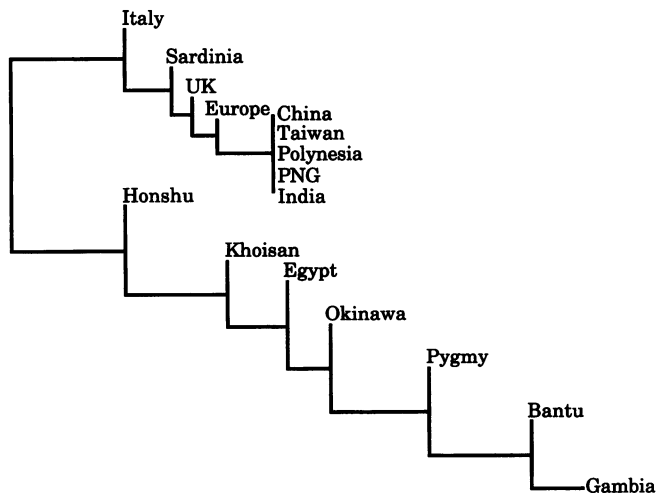 Italy
Sardinia
UK
Europe
China
Taiwan
Polynesia
PNG
India
Honshu
Khoisan
Egypt
Okinawa
Pygmy
Bantu
Gambia